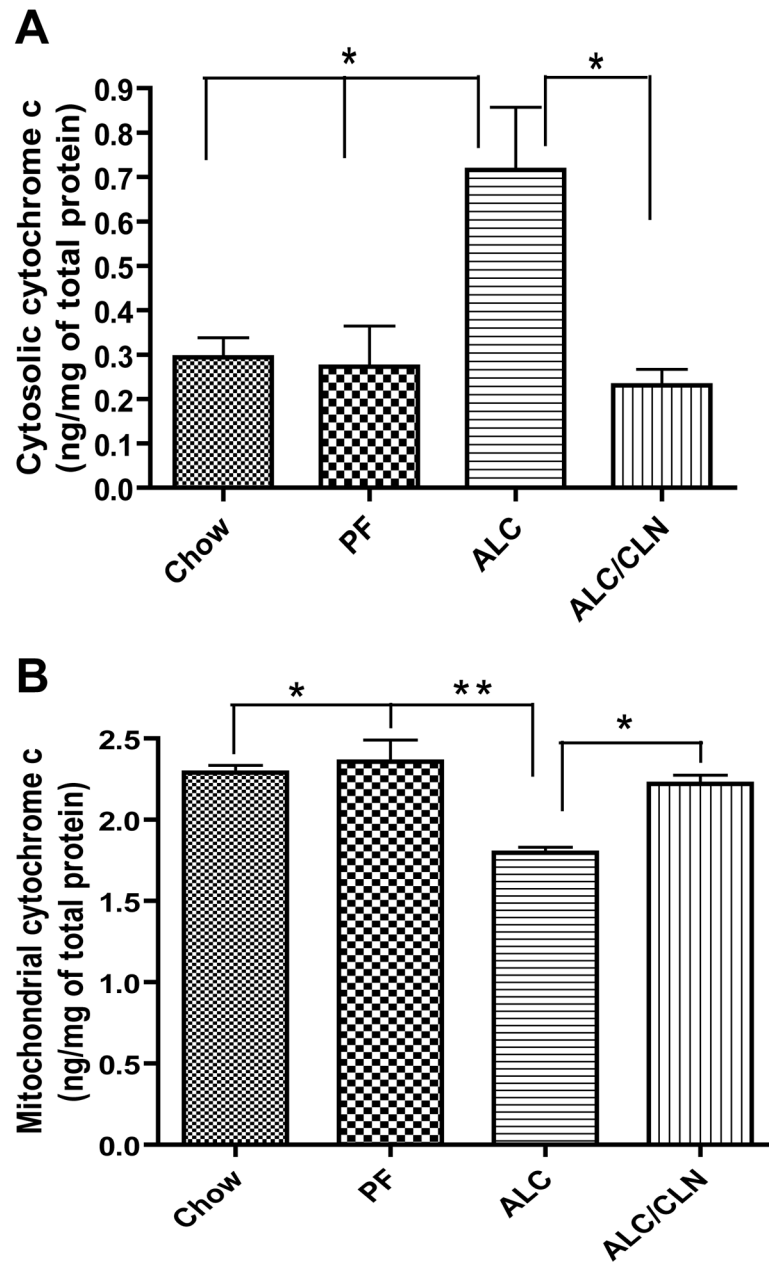 A
*
*
Cytosolic cytochrome c
(ng/mg of total protein)
0.9
0.8
0.7
0.6
0.5
0.4
0.3
0.2
0.1
0.0
Chow
PF
ALC
ALC/CLN
B
*
**
*
Mitochondrial cytochrome c
(ng/mg of total protein)
2.5
2.0
1.5
1.0
0.5
0.0
Chow
PF
ALC
ALC/CLN